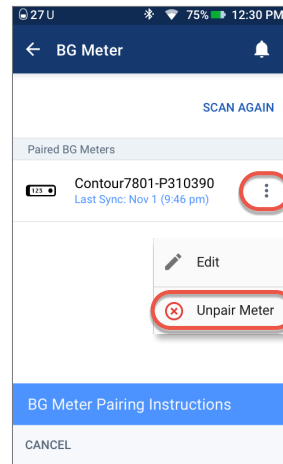 27 U 75% 12:30 PM
BG Meter
SCAN AGAIN
Paired BG Meters
123
Contour7801-P310390
Last Sync: Nov 1 (9:46 pm)
Edit
Unpair Meter
BG Meter Pairing Instructions
CANCEL